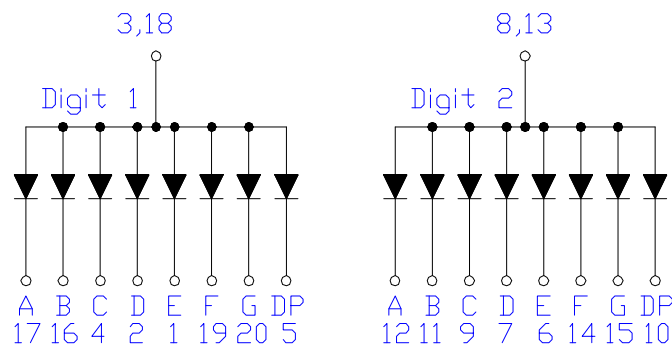 3,18 8,13
Digit 1 Digit 2
A B C D E F G DP A B C D E F G DP
17 16 4 2 1 19 20 5 12 11 9 7 6 14 15 10